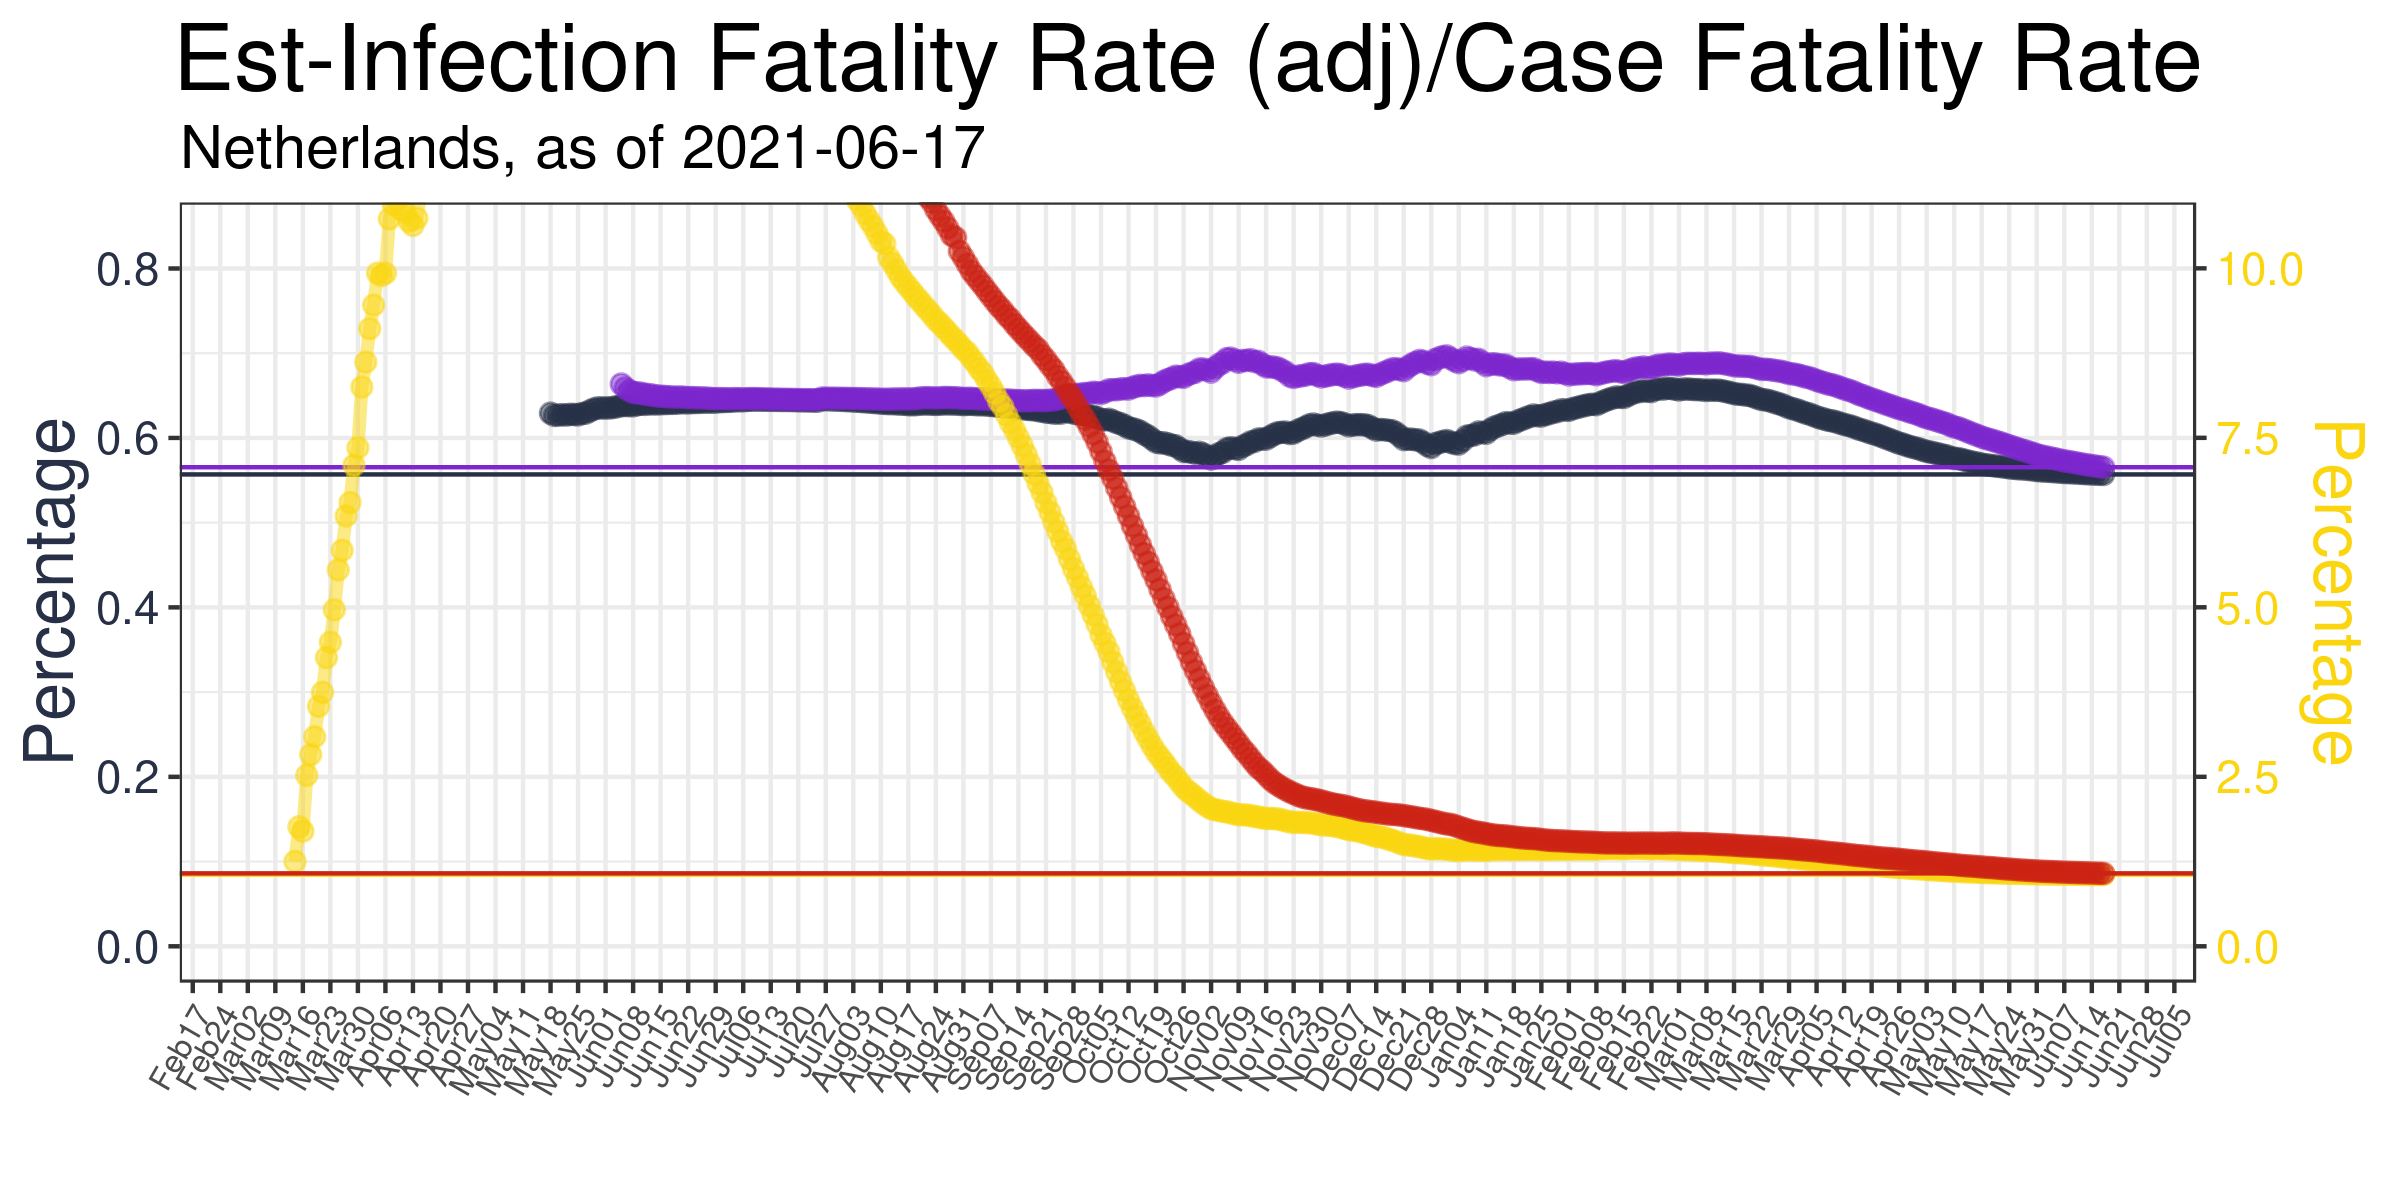 Est-Infection Fatality Rate (adj)/Case Fatality Rate
Netherlands, as of 2021-06-17
Percentage
0.8
0.6
0.4
0.2
0.0
10.0
7.5
5.0
2.5
0.0
Percentage
Feb17
Feb24
Mar02
Mar09
Mar16
Mar23
Mar30
Apr06
Apr13
Apr20
Apr27
May04
May11
May18
May25
Jun01
Jun08
Jun15
Jun22
Jun29
Jul06
Jul13
Jul20
Jul27
Aug03
Aug10
Aug17
Aug24
Aug31
Sep07
Sep14
Sep21
Sep28
Oct05
Oct12
Oct19
Oct26
Nov02
Nov09
Nov16
Nov23
Nov30
Dec07
Dec14
Dec21
Dec28
Jan04
Jan11
Jan18
Jan25
Feb01
Feb08
Feb15
Feb22
Mar01
Mar08
Mar15
Mar22
Mar29
Apr05
Apr12
Apr19
Apr26
May03
May10
May17
May24
May31
Jun07
Jun14
Jun21
Jun28
Jul05